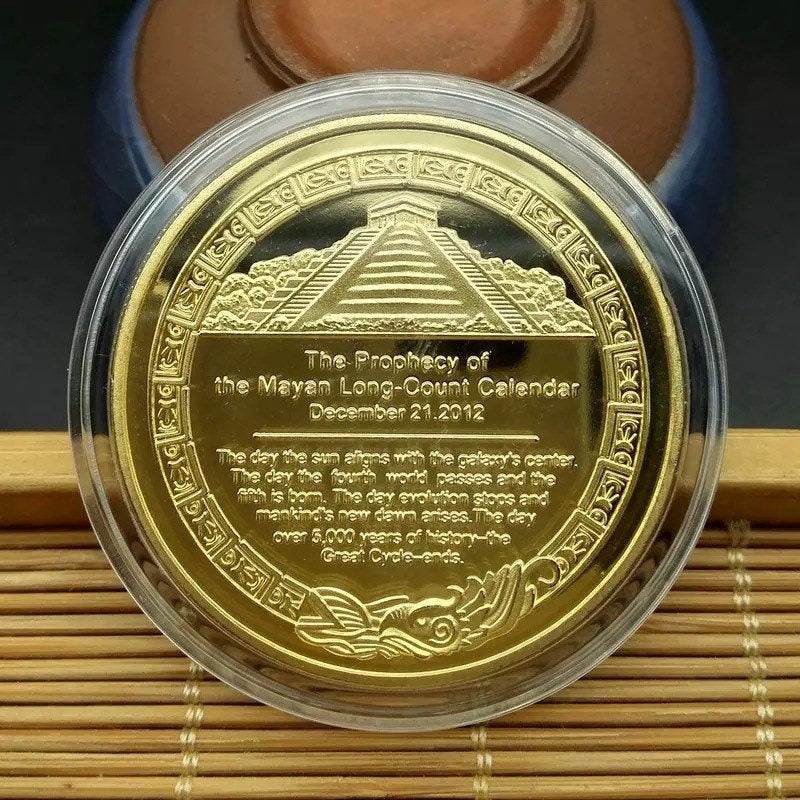 The Prophecy of
the Mayan Long-Count Calendar
December 21.2012
The day the sun aligns with the galaxy's center.
The day the fourth world passes and the
fifth is born. The day evolution stops and
mankind's new dawn arises. The day
over 5,000 years of history-the
Great Cycle-ends.